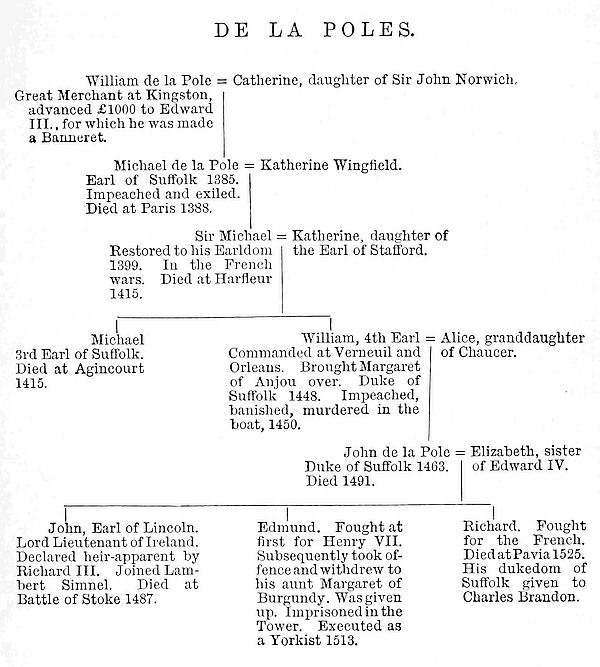 DE LA POLES.
William de la Pole = Catherine, daughter of Sir John Norwich.
Great Merchant at Kingston,
advanced £1000 to Edward
III., for which he was made
a Banneret.
Michael de la Pole = Katherine Wingfield.
Earl of Suffolk 1385.
Impeached and exiled.
Died at Paris 1388.
Sir Michael = Katherine, daughter of
Restored to his Earldom the Earl of Stafford.
1399. In the French
wars. Died at Harfleur
1415.
Michael
3rd Earl of Suffolk.
Died at Agincourt
1415.
William, 4th Earl = Alice, granddaughter
Commanded at Verneuil and of Chaucer.
Orleans. Brought Margaret
of Anjou over. Duke of
Suffolk 1448. Impeached,
banished, murdered in the
boat, 1450.
John de la Pole = Elizabeth, sister
Duke of Suffolk 1463. of Edward IV.
Died 1491.
John, Earl of Lincoln.
Lord Lieutenant of Ireland.
Declared heir-apparent by
Richard III. Joined Lam-
bert Simnel. Died at
Battle of Stoke 1487.
Edmund. Fought at
first for Henry VII.
Subsequently took of-
fence and withdrew to
his aunt Margaret of
Burgundy. Was given
up. Imprisoned in the
Tower. Executed as
a Yorkist 1513.
Richard. Fought
for the French.
Died at Pavia 1525.
His dukedom of
Suffolk given to
Charles Brandon.